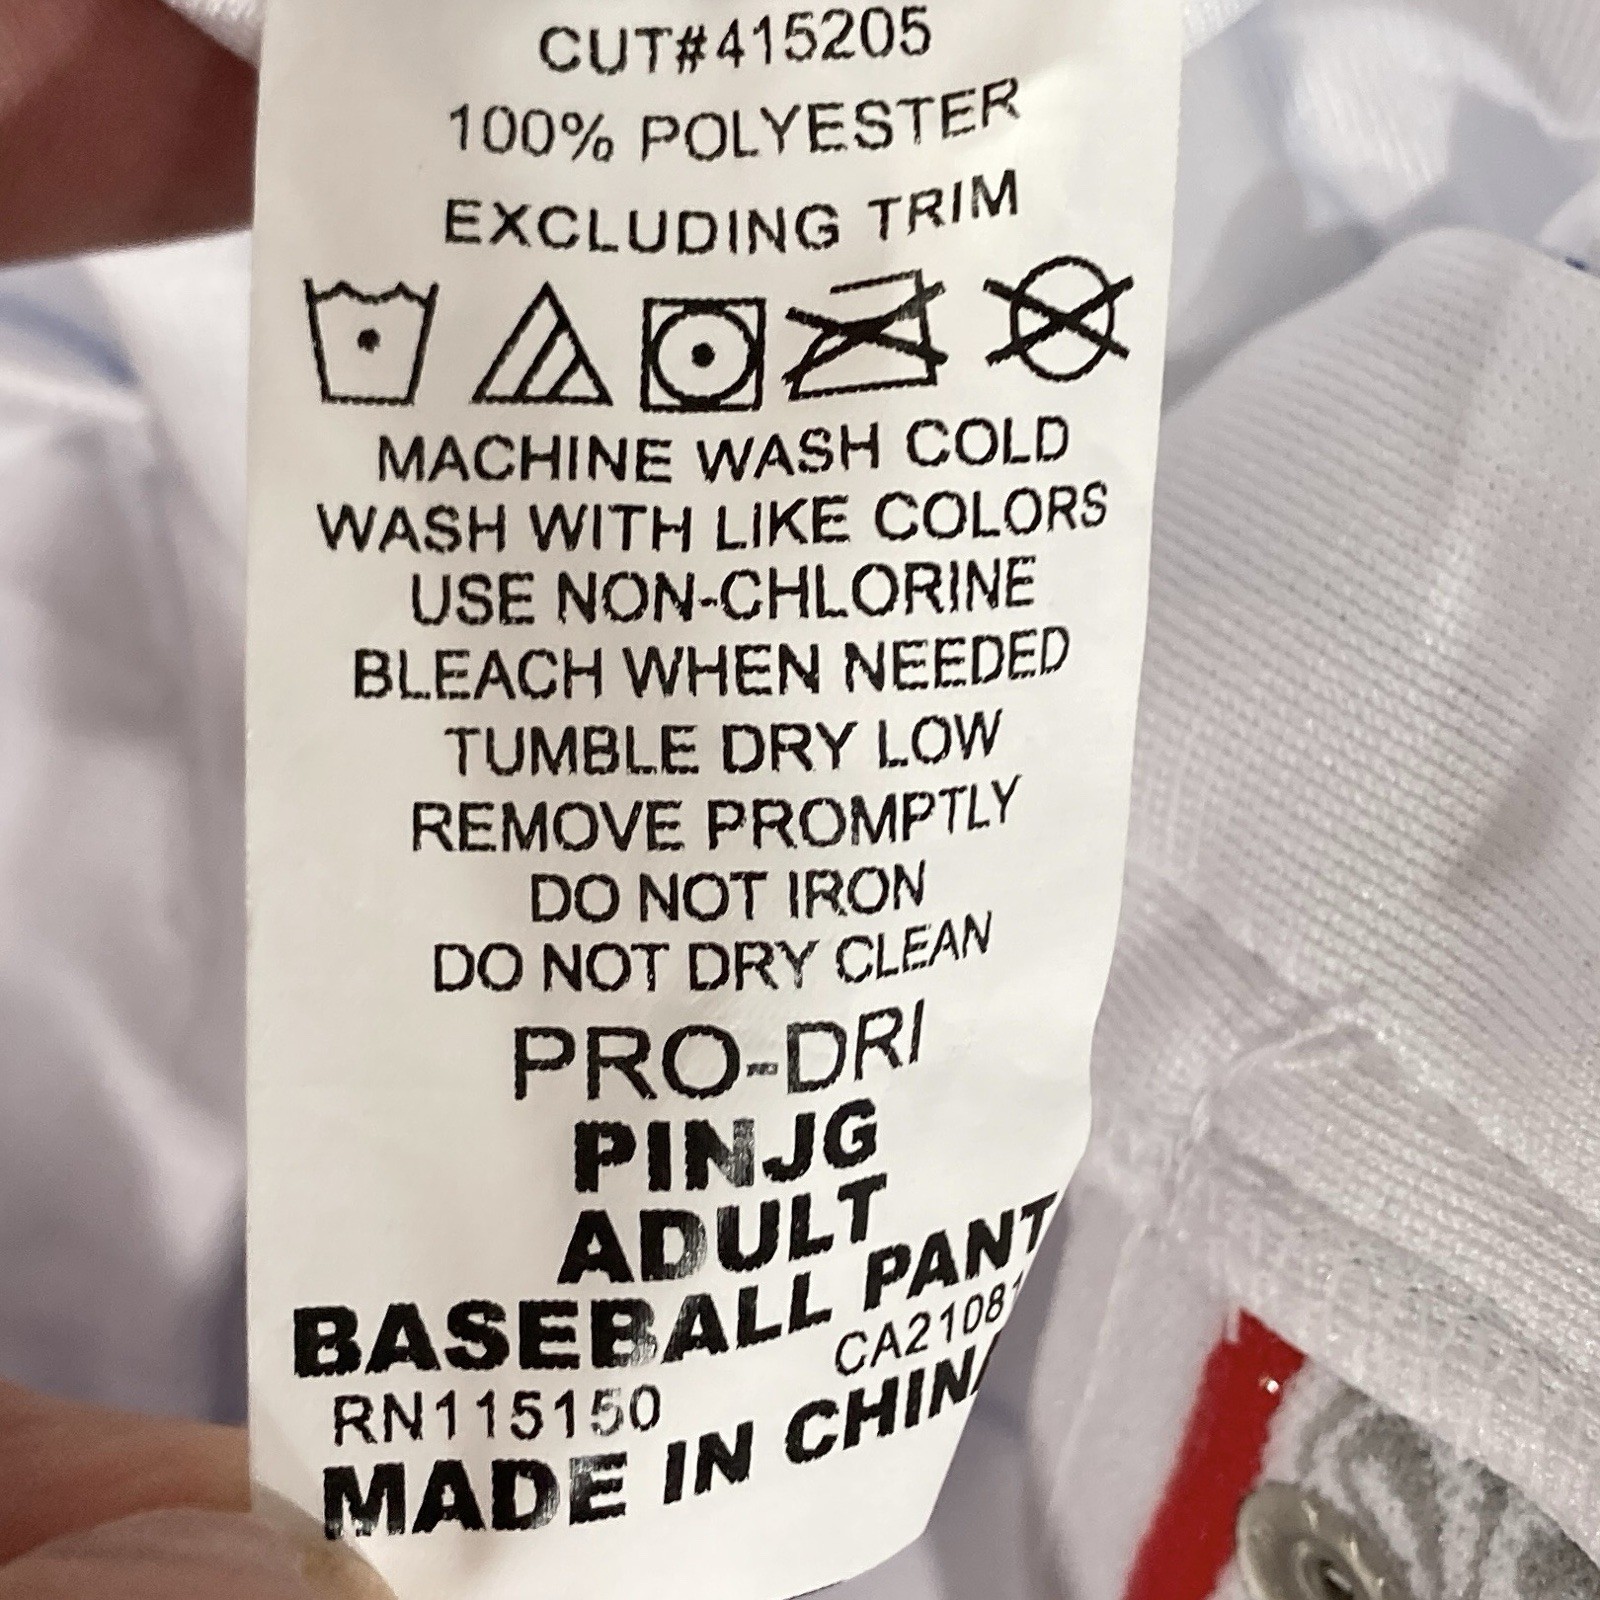 CUT#415205
100% POLYESTER
EXCLUDING TRIM
MACHINE WASH COLD
WASH WITH LIKE COLORS
USE NON-CHLORINE
BLEACH WHEN NEEDED
TUMBLE DRY LOW
REMOVE PROMPTLY
DO NOT IRON
DO NOT DRY CLEAN
PRO-DRI
PINJG
ADULT
BASEBALL PANT
RN115150
MADE IN CHINA